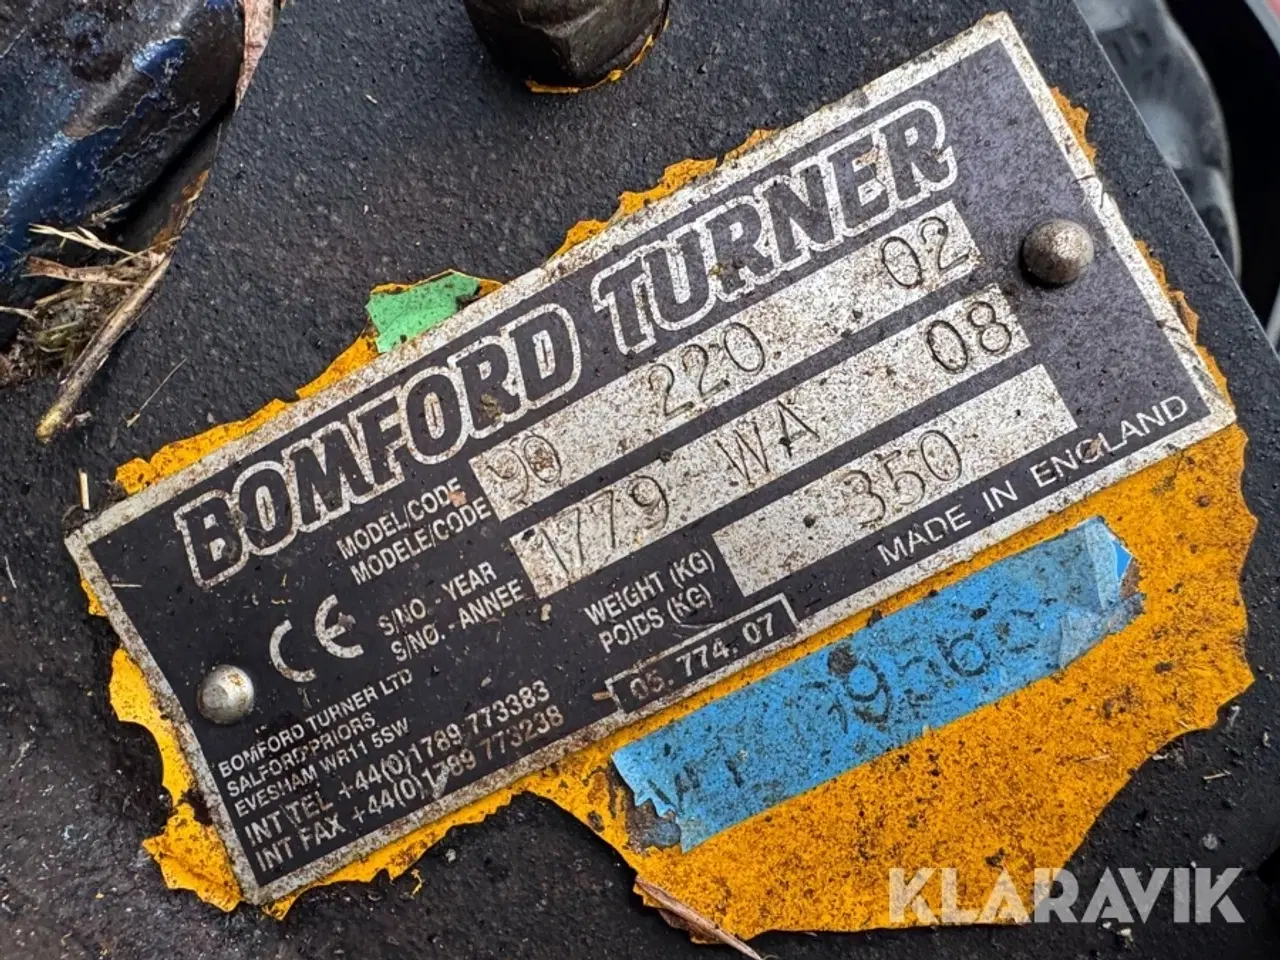 BOMFORD TURNER
MODEL/CODE
MODELE/CODE
90 220 02
CE
S/NO. - YEAR
S/NO. - ANNEE
1779 WA 08
WEIGHT (KG)
POIDS (KG)
350
BOMFORD TURNER LTD
SALFORD PRIORS
EVESHAM WR11 5SW
INT TEL +44(0)1789 773383
INT FAX +44(0)1789 773238
05. 774. 07
MADE IN ENGLAND
KLARAVIK